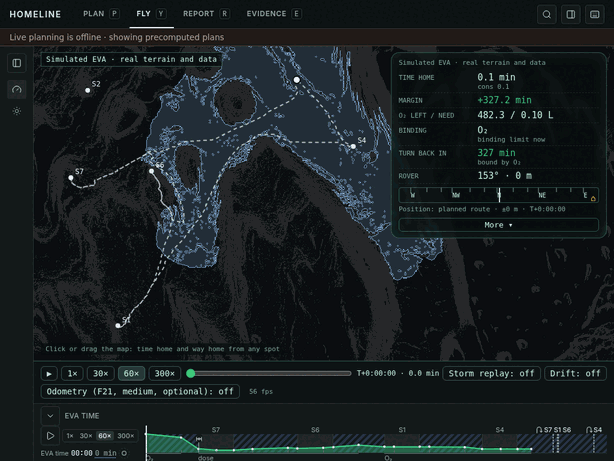 HOMELINE PLAN P FLY Y REPORT R EVIDENCE E
Live planning is offline · showing precomputed plans
Simulated EVA · real terrain and data
S2
S4
S7
S1
Click or drag the map: time home and way home from any spot
Simulated EVA · real terrain and data
TIME HOME 0.1 min
cons 0.1
MARGIN +327.2 min
O₂ LEFT / NEED 482.3 / 0.10 L
BINDING O₂
binding limit now
TURN BACK IN 327 min
bound by O₂
ROVER 153° · 0 m
W NW N NE E
Position: planned route · ±0 m · T+0:00:00
More ▾
▶ 1× 30× 60× 300× T+0:00:00 · 0.0 min Storm replay: off Drift: off
Odometry (F21, medium, optional): off 56 fps
EVA TIME
1× 30× 60× 300×
EVA time 00:00 0 min
S7 S6 S1 S4 S7 S1 S6 S4
O₂ dose O₂